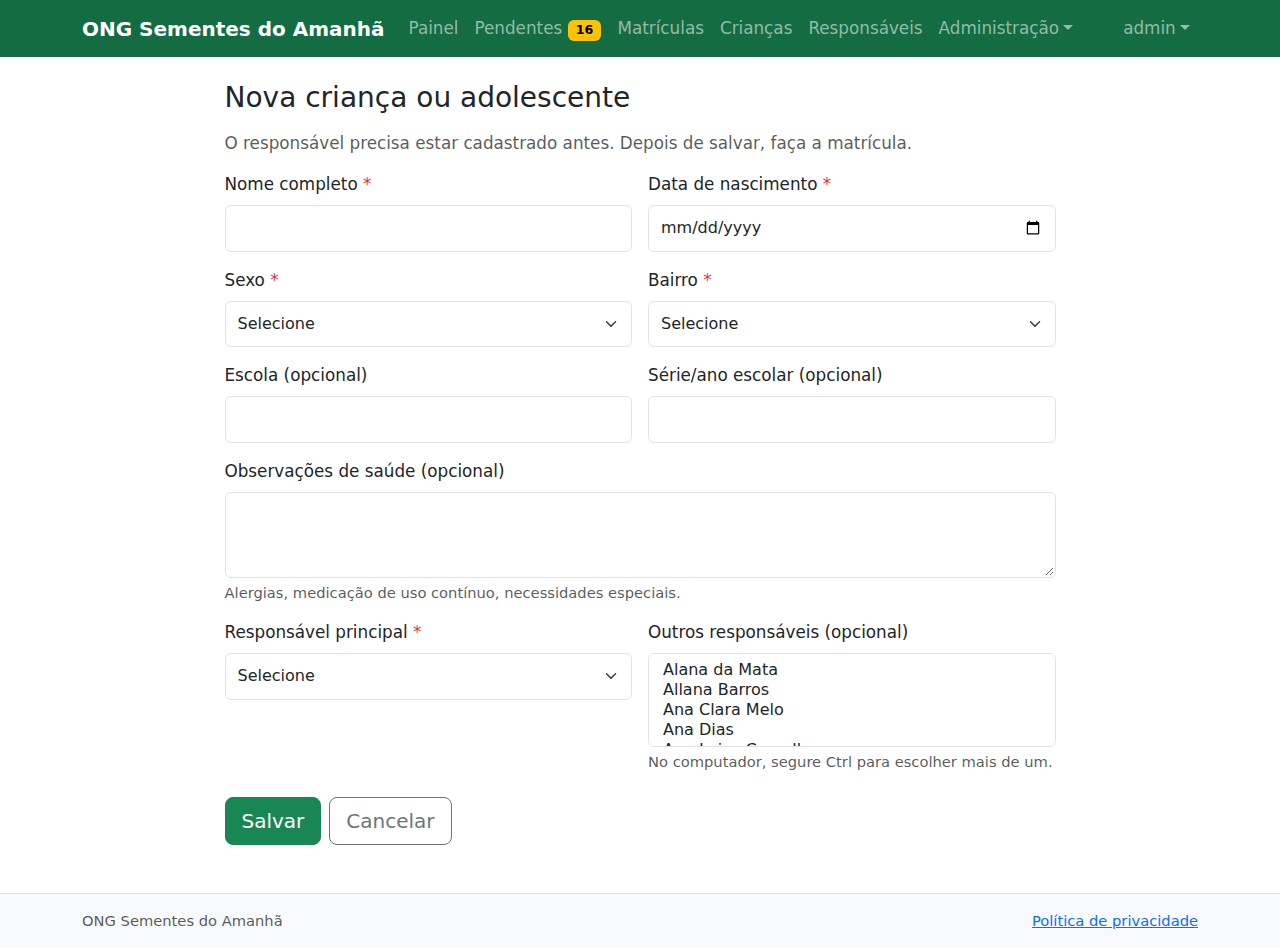 ONG Sementes do Amanhã Painel Pendentes 16 Matrículas Crianças Responsáveis Administração admin
Nova criança ou adolescente
O responsável precisa estar cadastrado antes. Depois de salvar, faça a matrícula.
Nome completo * Data de nascimento *
mm/dd/yyyy
Sexo * Bairro *
Selecione Selecione
Escola (opcional) Série/ano escolar (opcional)
Observações de saúde (opcional)
Alergias, medicação de uso contínuo, necessidades especiais.
Responsável principal * Outros responsáveis (opcional)
Selecione Alana da Mata
Allana Barros
Ana Clara Melo
Ana Dias
No computador, segure Ctrl para escolher mais de um.
Salvar Cancelar
ONG Sementes do Amanhã Política de privacidade